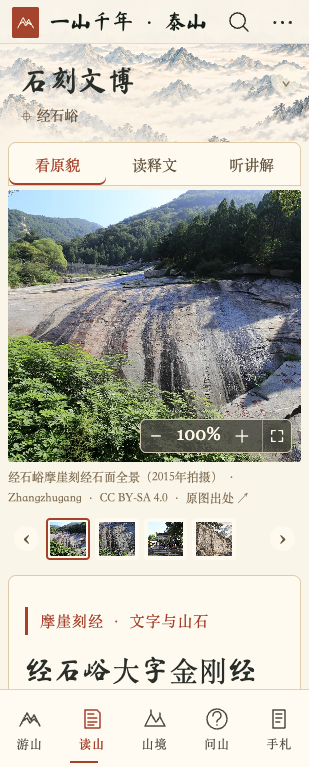 一山千年 · 泰山
石刻文博
经石峪
看原貌 读释文 听讲解
− 100% +
经石峪摩崖刻经石面全景（2015年拍摄） ·
Zhangzhugang · CC BY-SA 4.0 · 原图出处 ↗
摩崖刻经 · 文字与山石
经石峪大字金刚经
游山 读山 山境 问山 手札